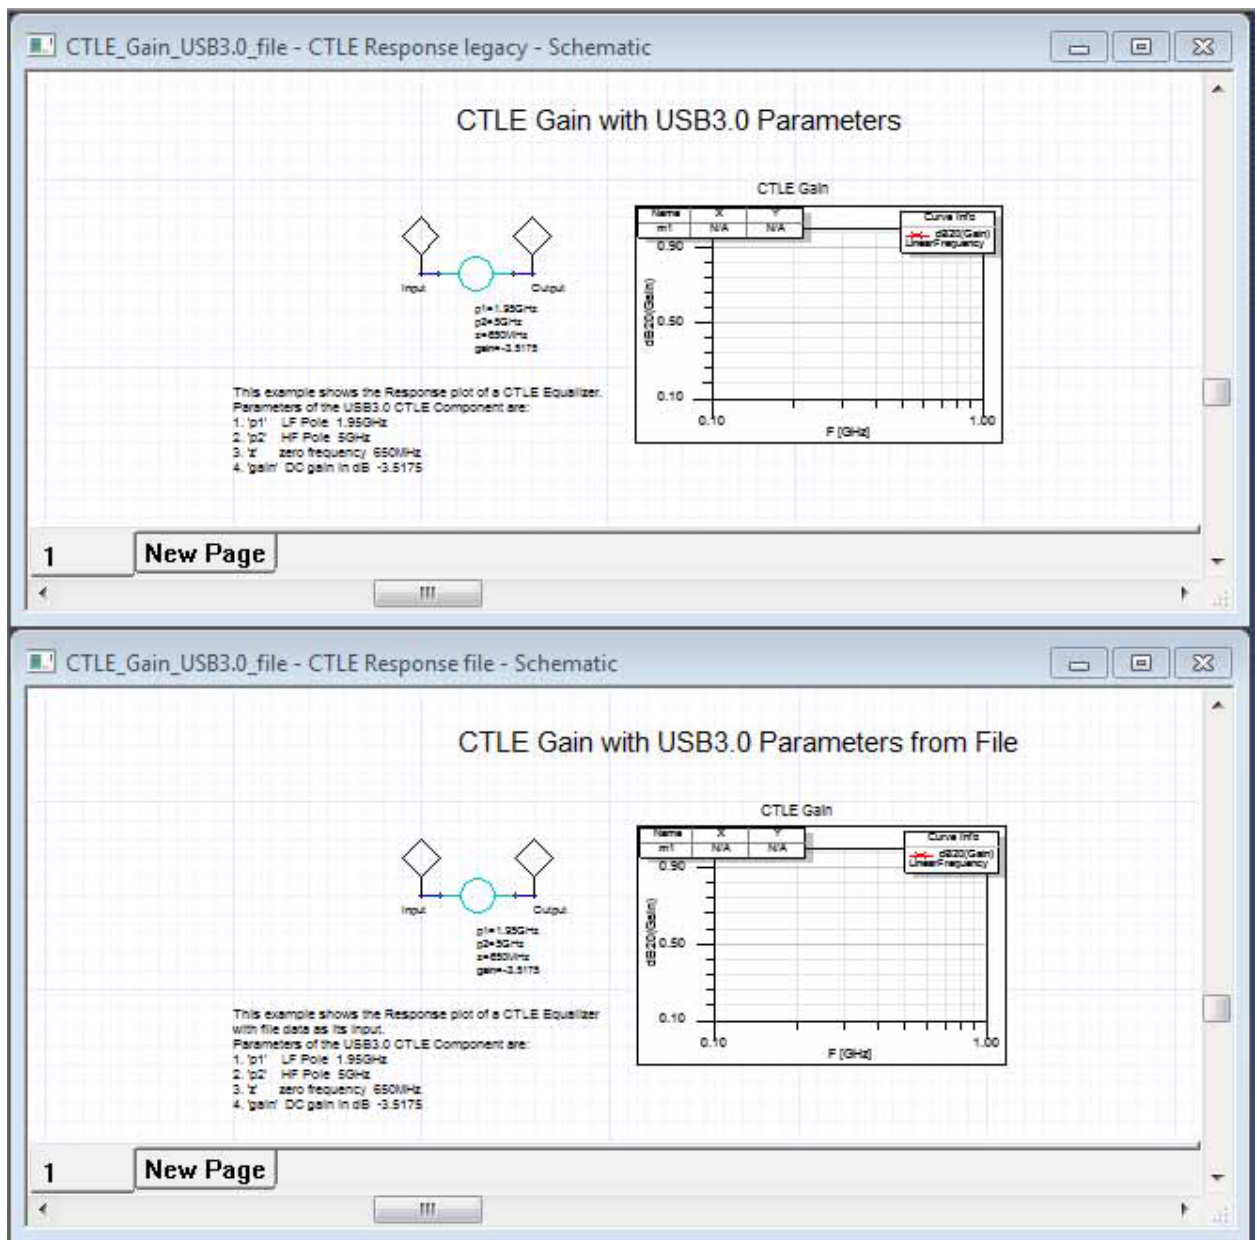 CTLE_Gain_USB3.0_file - CTLE Response legacy - Schematic
CTLE Gain with USB3.0 Parameters
CTLE Gain
Name X Y
m1 N/A N/A
Curve Info
dB20(Gain)
LinearFrequency
0.90
0.50
0.10
dB20(Gain)
0.10
1.00
F [GHz]
Input
Output
p1=1.95GHz
p2=5GHz
z=650MHz
gain=-3.5175
This example shows the Response plot of a CTLE Equalizer.
Parameters of the USB3.0 CTLE Component are:
1. 'p1' LF Pole 1.95GHz
2. 'p2' HF Pole 5GHz
3. 'z' zero frequency 650MHz
4. 'gain' DC gain in dB -3.5175
1
New Page
CTLE_Gain_USB3.0_file - CTLE Response file - Schematic
CTLE Gain with USB3.0 Parameters from File
CTLE Gain
Name X Y
m1 N/A N/A
Curve Info
dB20(Gain)
LinearFrequency
0.90
0.50
0.10
dB20(Gain)
0.10
1.00
F [GHz]
Input
Output
p1=1.95GHz
p2=5GHz
z=650MHz
gain=-3.5175
This example shows the Response plot of a CTLE Equalizer
with file data as its input.
Parameters of the USB3.0 CTLE Component are:
1. 'p1' LF Pole 1.95GHz
2. 'p2' HF Pole 5GHz
3. 'z' zero frequency 650MHz
4. 'gain' DC gain in dB -3.5175
1
New Page